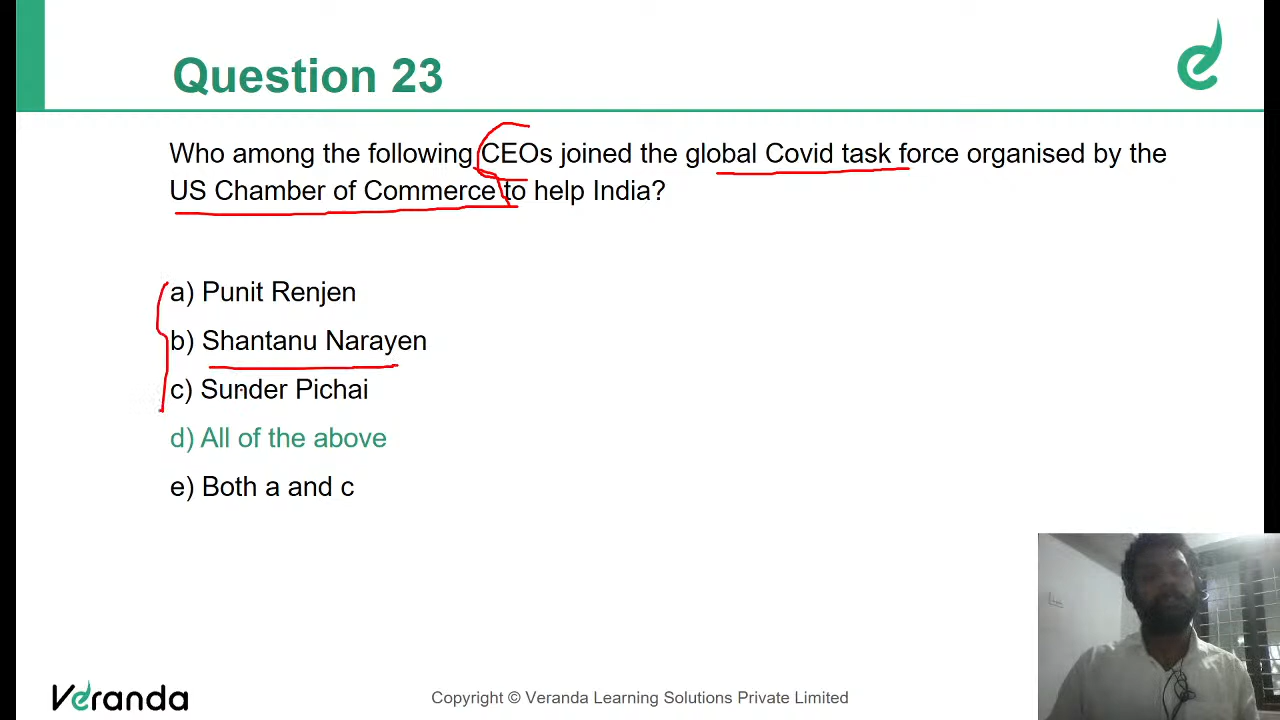 Question 23
Who among the following CEOs joined the global Covid task force organised by the
US Chamber of Commerce to help India?
a) Punit Renjen
b) Shantanu Narayen
c) Sunder Pichai
d) All of the above
e) Both a and c
Veranda
Copyright © Veranda Learning Solutions Private Limited